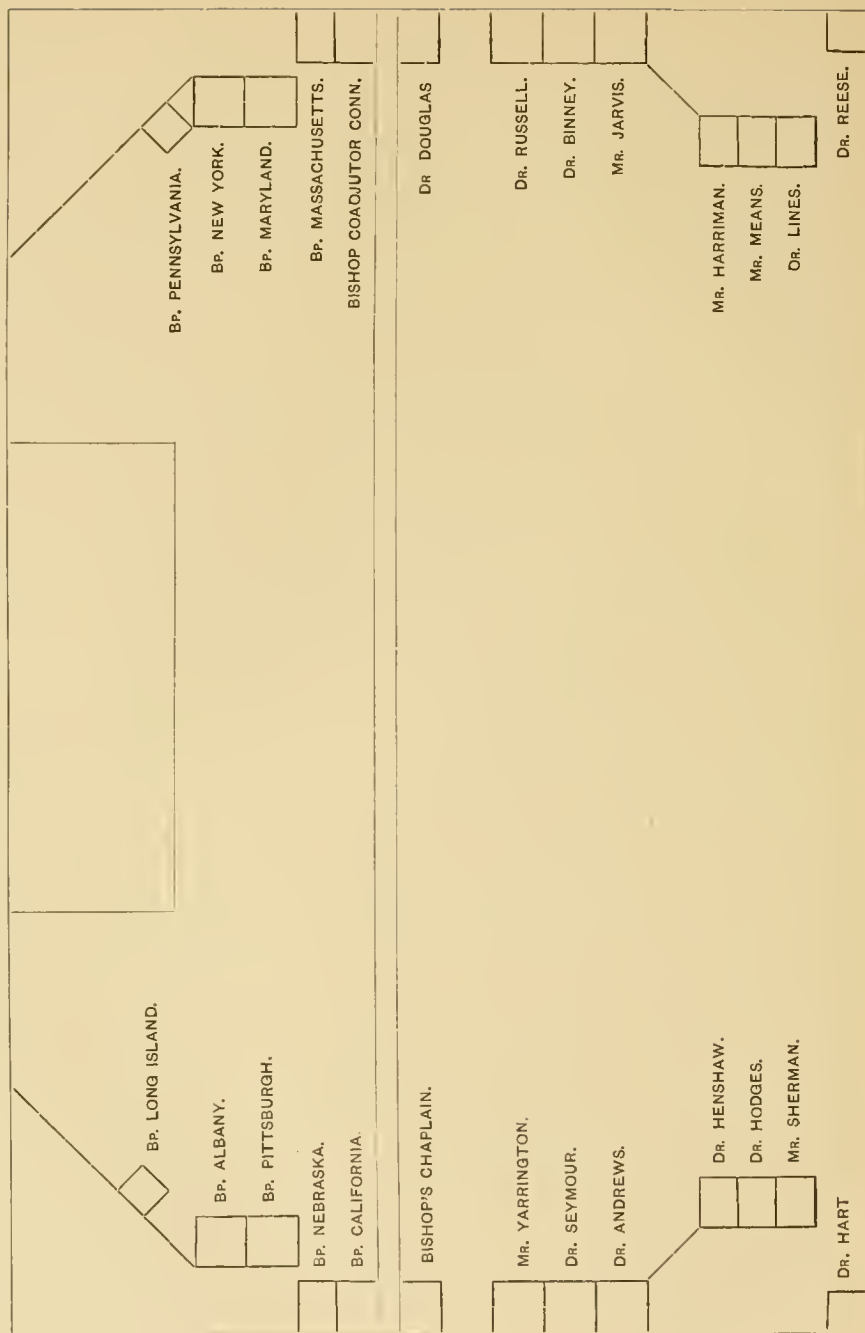 BP. LONG ISLAND.
BP. PENNSYLVANIA.
BP. ALBANY.
BP. NEW YORK.
BP. PITTSBURGH.
BP. MARYLAND.
BP. NEBRASKA.
BP. MASSACHUSETTS.
BP. CALIFORNIA.
BISHOP COADJUTOR CONN.
BISHOP'S CHAPLAIN.
DR DOUGLAS
MR. YARRINGTON.
DR. RUSSELL.
DR. SEYMOUR.
DR. BINNEY.
DR. ANDREWS.
MR. JARVIS.
DR. HENSHAW.
MR. HARRIMAN.
DR. HODGES.
MR. MEANS.
MR. SHERMAN.
DR. LINES.
DR. HART
DR. REESE.